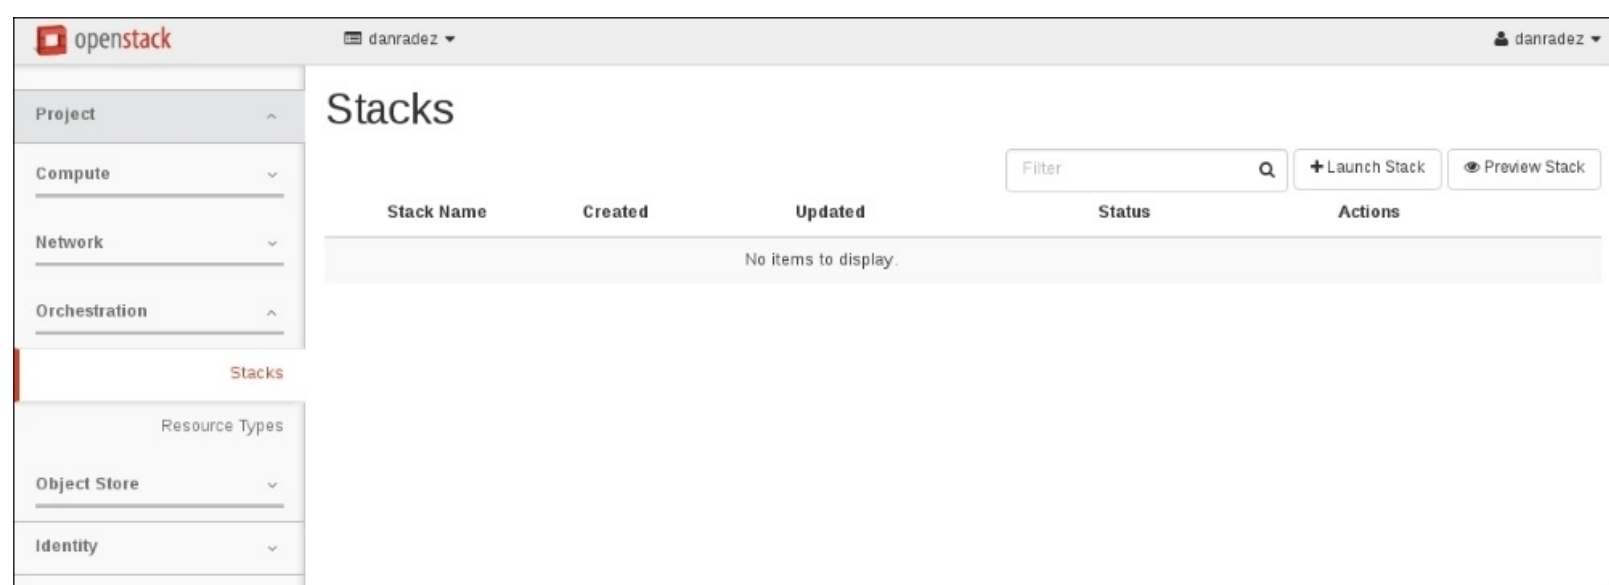 openstack
danradez
danradez
Project
Compute
Network
Orchestration
Stacks
Resource Types
Object Store
Identity
Stacks
Filter
Launch Stack
Preview Stack
Stack Name Created Updated Status Actions
No items to display.